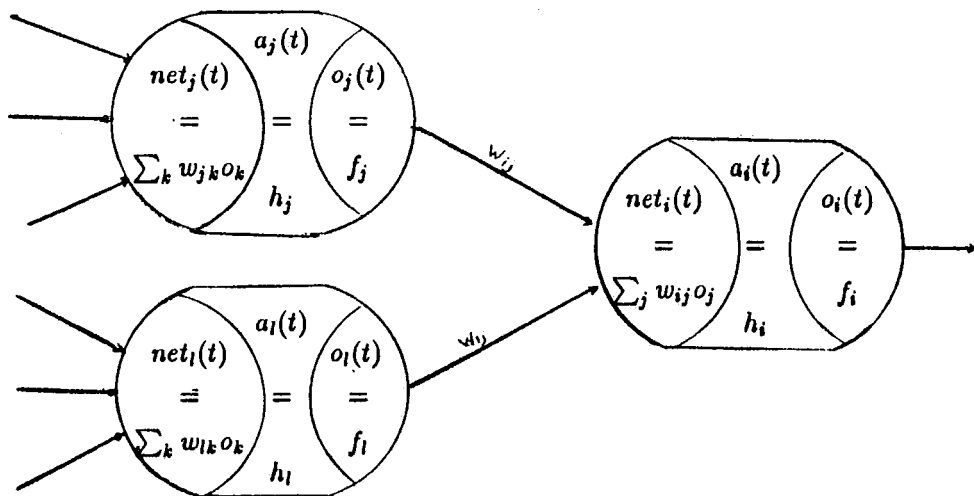 a_j(t)
net_j(t)
=
∑_k w_jk o_k
=
h_j
o_j(t)
=
f_j
w_ij
a_l(t)
net_l(t)
=
∑_k w_lk o_k
=
h_l
o_l(t)
=
f_l
a_i(t)
net_i(t)
=
∑_j w_ij o_j
=
h_i
o_i(t)
=
f_i